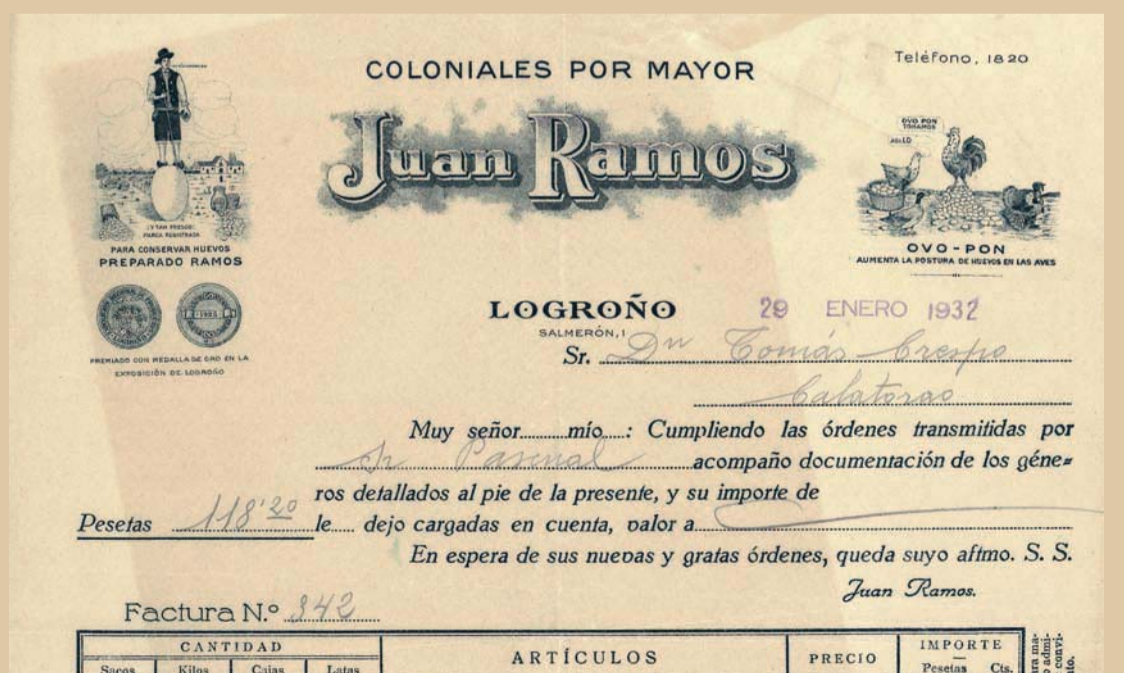 COLONIALES POR MAYOR
Teléfono, 1820
Juan Ramos
OVO PON
TOMAMOS
¡Y TAN FRESCO!
MARCA REGISTRADA
PARA CONSERVAR HUEVOS
PREPARADO RAMOS
OVO-PON
AUMENTA LA POSTURA DE HUEVOS EN LAS AVES
PREMIADO CON MEDALLA DE ORO EN LA
EXPOSICIÓN DE LOGROÑO
LOGROÑO
29 ENERO 1932
SALMERÓN, 1
Sr. Dn Tomás Crespo
Calatorao
Muy señor mío : Cumpliendo las órdenes transmitidas por
Sr Pascual acompaño documentación de los géne=
ros detallados al pie de la presente, y su importe de
Pesetas 118'20 le dejo cargadas en cuenta, valor a
En espera de sus nuevas y gratas órdenes, queda suyo aftmo. S. S.
Juan Ramos.
Factura N.º 342
CANTIDAD
ARTÍCULOS
PRECIO
IMPORTE
Sacos Kilos Cajas Latas
Pesetas Cts.